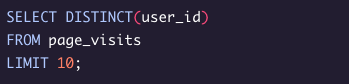 SELECT DISTINCT(user_id)
FROM page_visits
LIMIT 10;